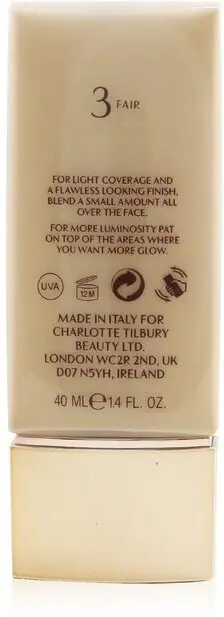 3 FAIR
FOR LIGHT COVERAGE AND
A FLAWLESS LOOKING FINISH,
BLEND A SMALL AMOUNT ALL
OVER THE FACE.
FOR MORE LUMINOSITY PAT
ON TOP OF THE AREAS WHERE
YOU WANT MORE GLOW.
UVA 12M
MADE IN ITALY FOR
CHARLOTTE TILBURY
BEAUTY LTD.
LONDON WC2R 2ND, UK
D07 N5YH, IRELAND
40 ML ℮ 1.4 FL. OZ.